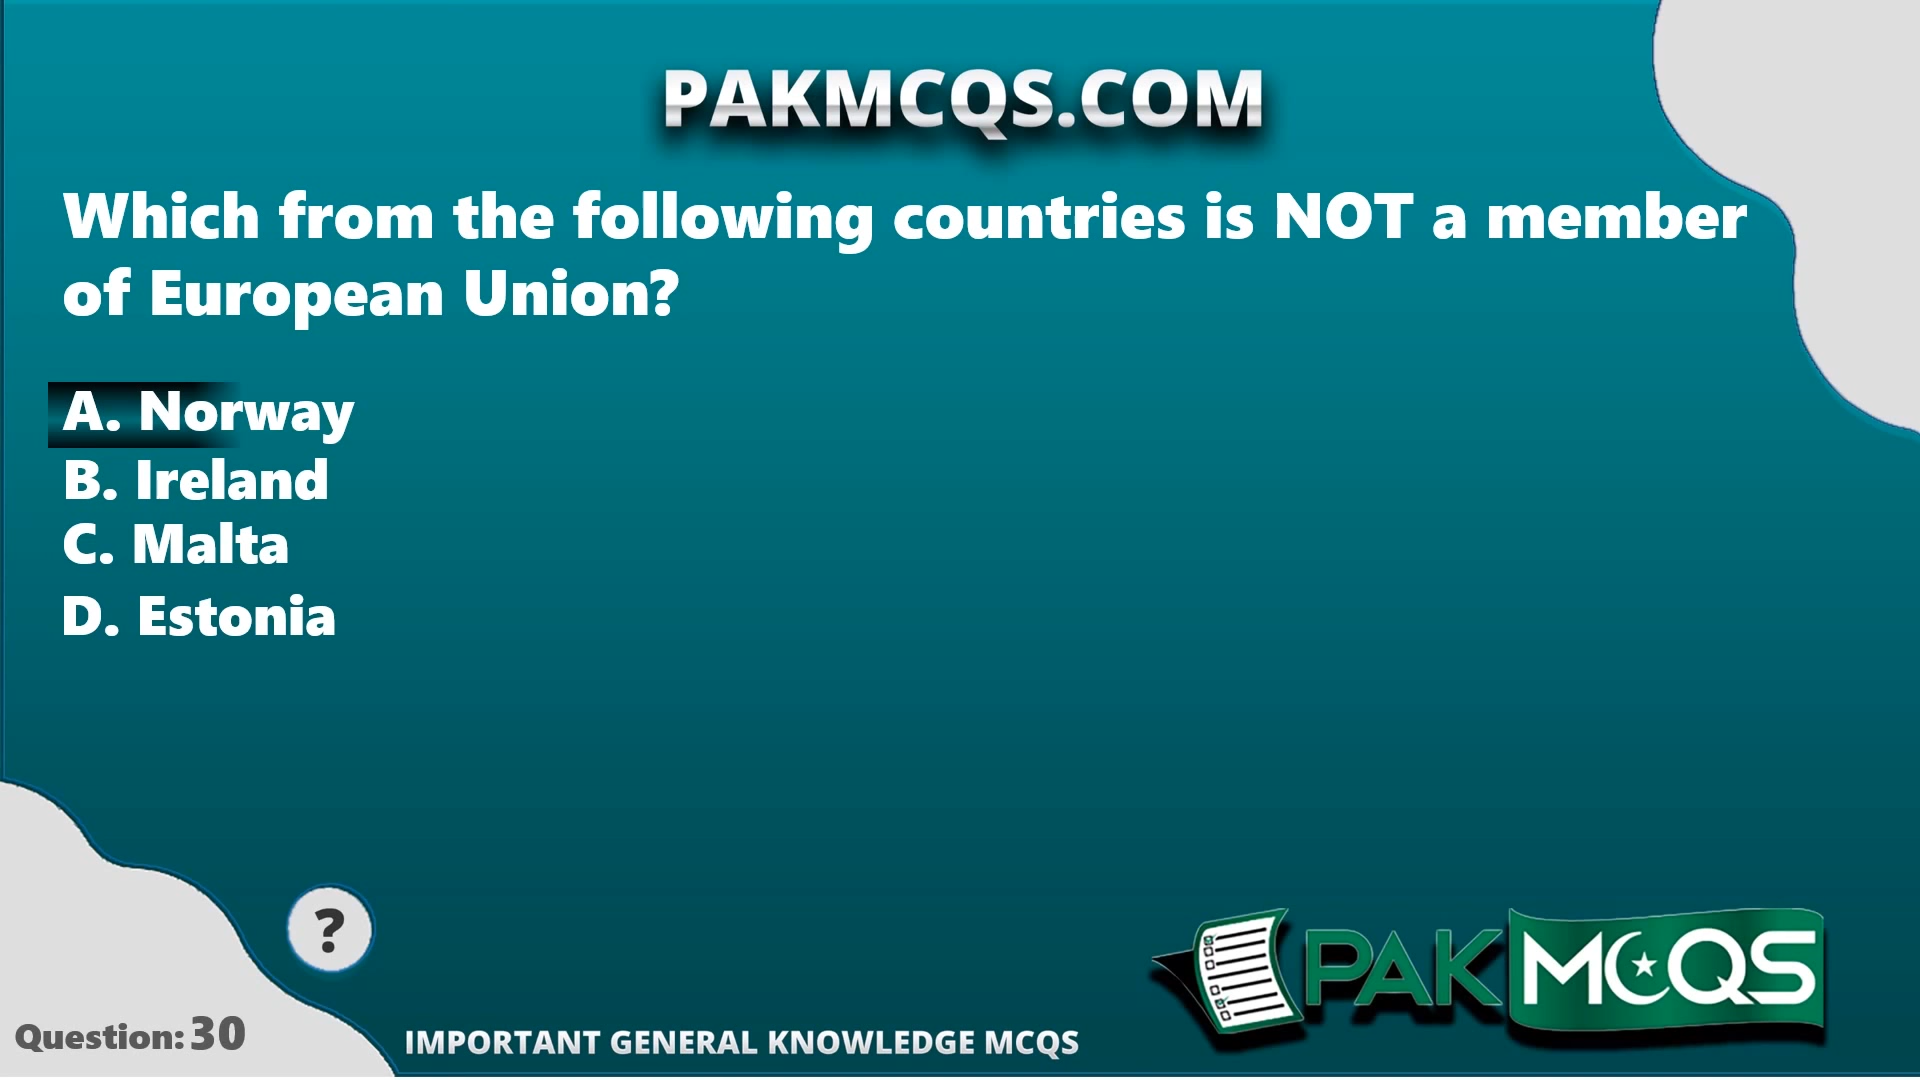 PAKMCQS.COM
Which from the following countries is NOT a member
of European Union?
A. Norway
B. Ireland
C. Malta
D. Estonia
?
PAKMCQS
Question: 30
IMPORTANT GENERAL KNOWLEDGE MCQS